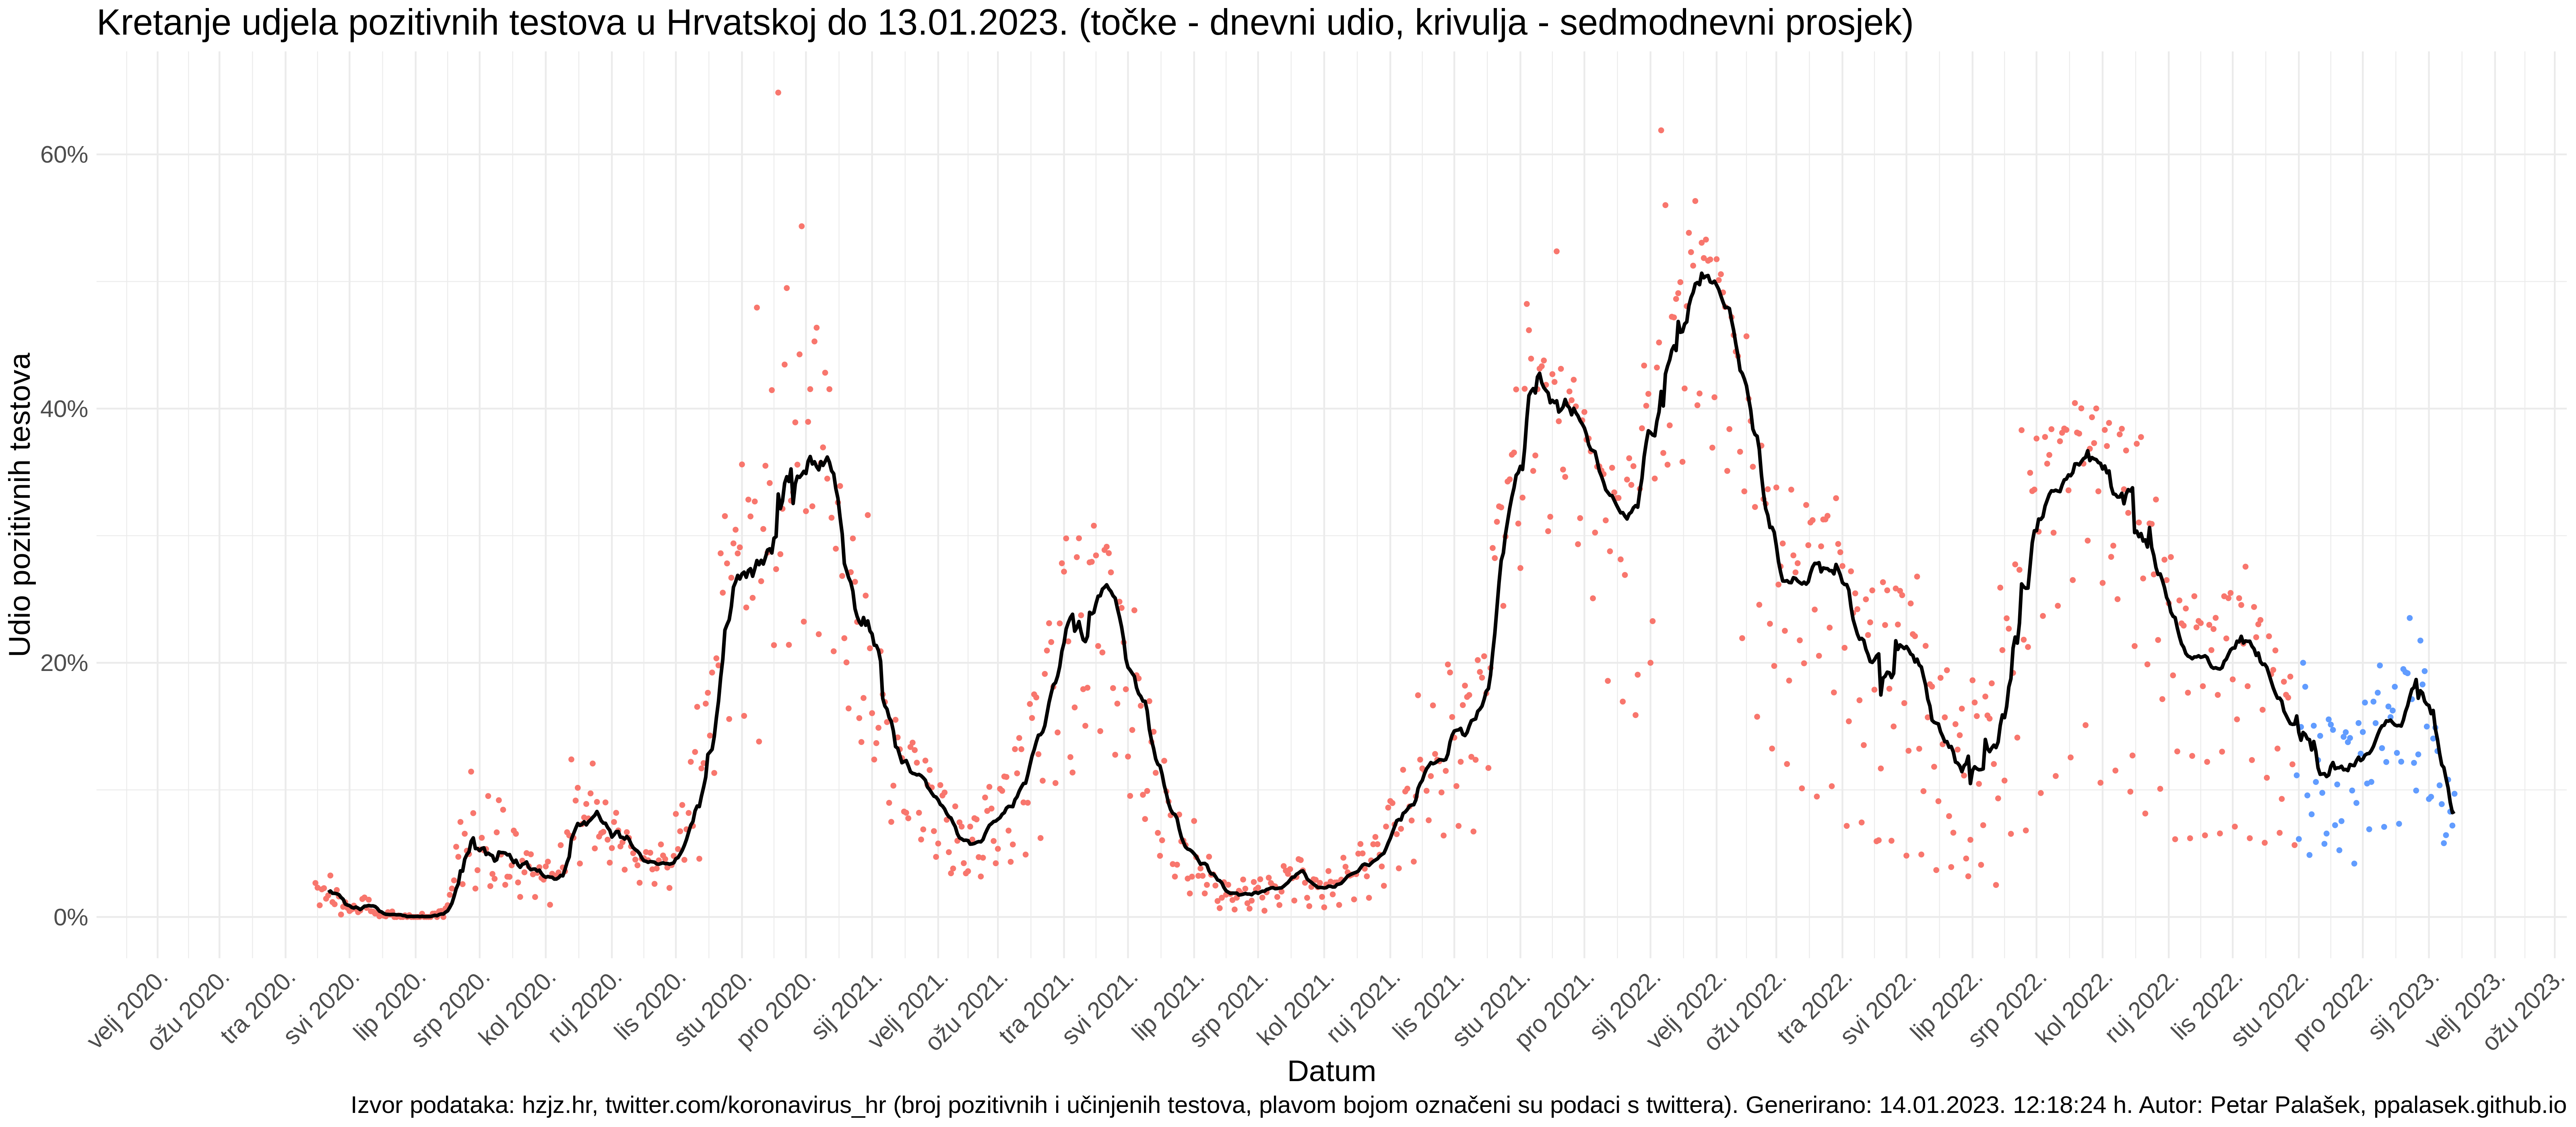 Kretanje udjela pozitivnih testova u Hrvatskoj do 13.01.2023. (točke - dnevni udio, krivulja - sedmodnevni prosjek)
Udio pozitivnih testova
60%
40%
20%
0%
velj 2020.
ožu 2020.
tra 2020.
svi 2020.
lip 2020.
srp 2020.
kol 2020.
ruj 2020.
lis 2020.
stu 2020.
pro 2020.
sij 2021.
velj 2021.
ožu 2021.
tra 2021.
svi 2021.
lip 2021.
srp 2021.
kol 2021.
ruj 2021.
lis 2021.
stu 2021.
pro 2021.
sij 2022.
velj 2022.
ožu 2022.
tra 2022.
svi 2022.
lip 2022.
srp 2022.
kol 2022.
ruj 2022.
lis 2022.
stu 2022.
pro 2022.
sij 2023.
velj 2023.
ožu 2023.
Datum
Izvor podataka: hzjz.hr, twitter.com/koronavirus_hr (broj pozitivnih i učinjenih testova, plavom bojom označeni su podaci s twittera). Generirano: 14.01.2023. 12:18:24 h. Autor: Petar Palašek, ppalasek.github.io